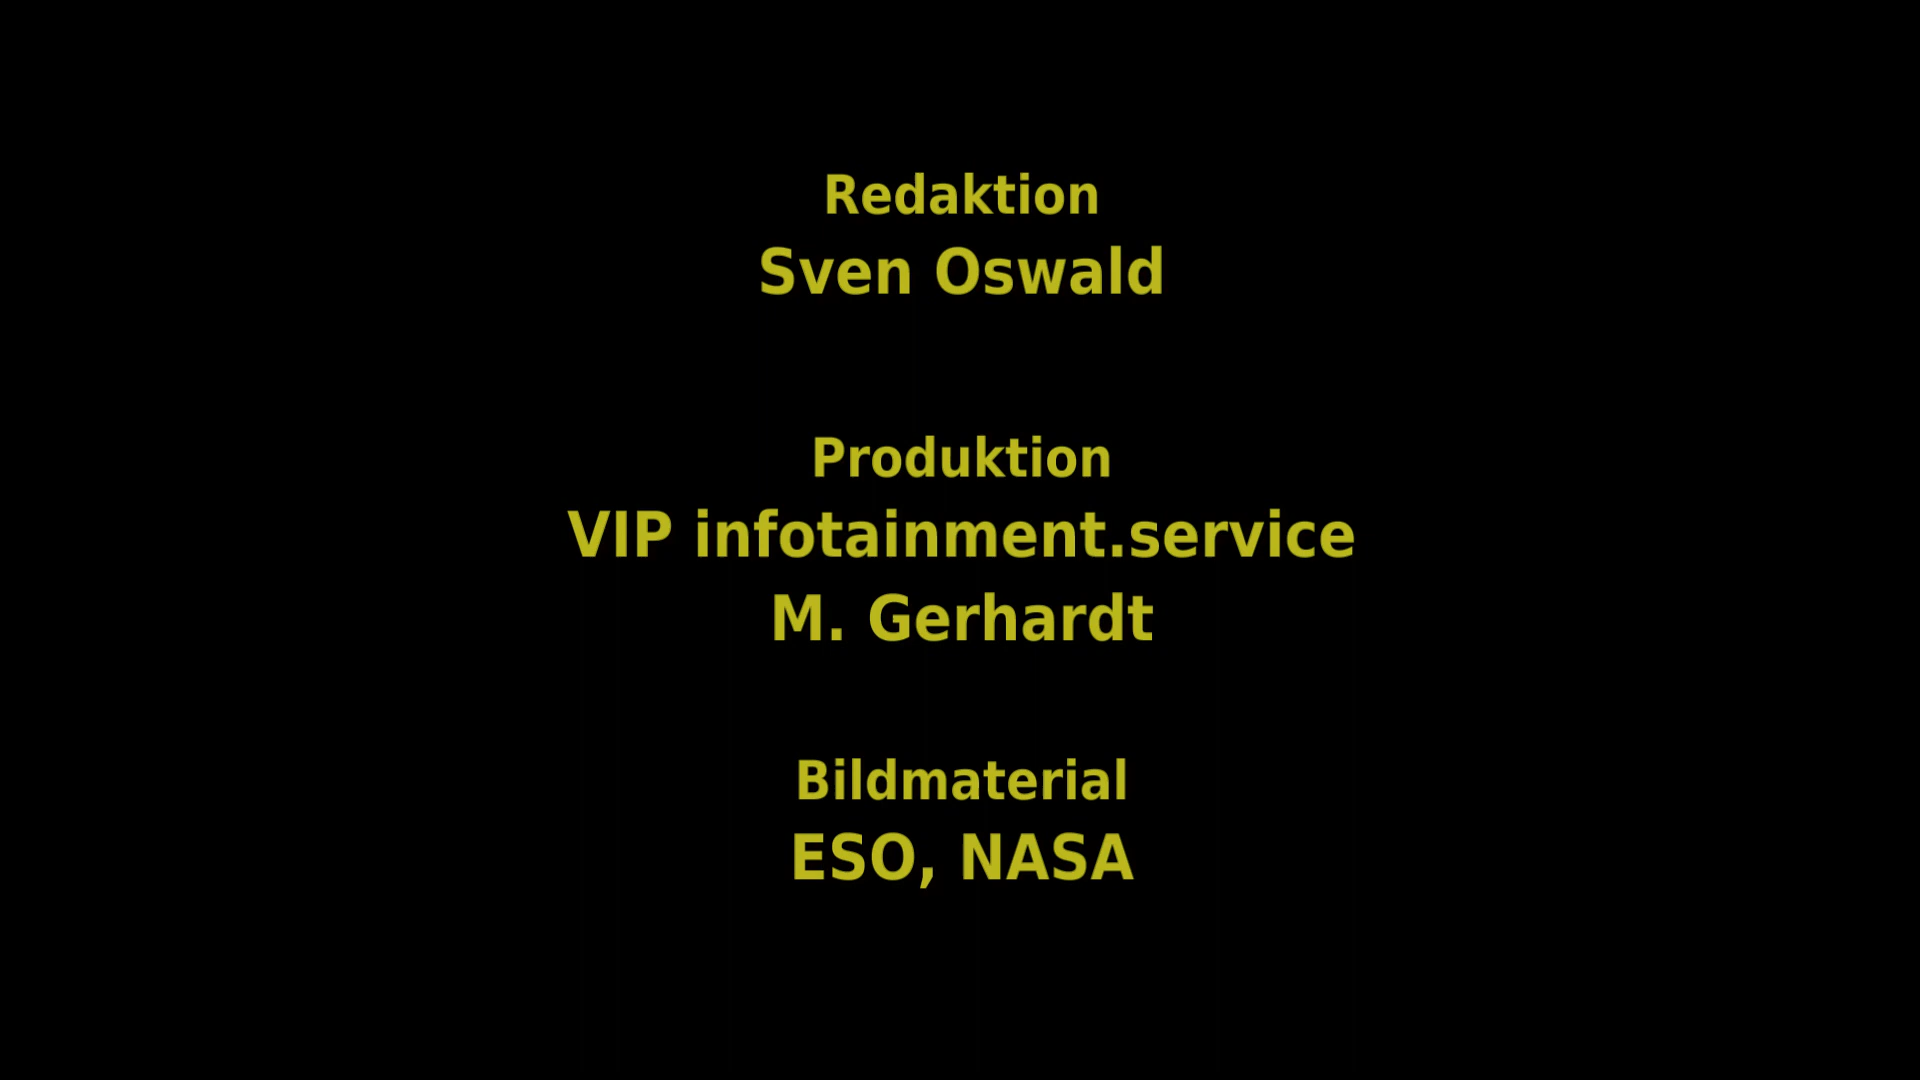 Redaktion
Sven Oswald
Produktion
VIP infotainment.service
M. Gerhardt
Bildmaterial
ESO, NASA